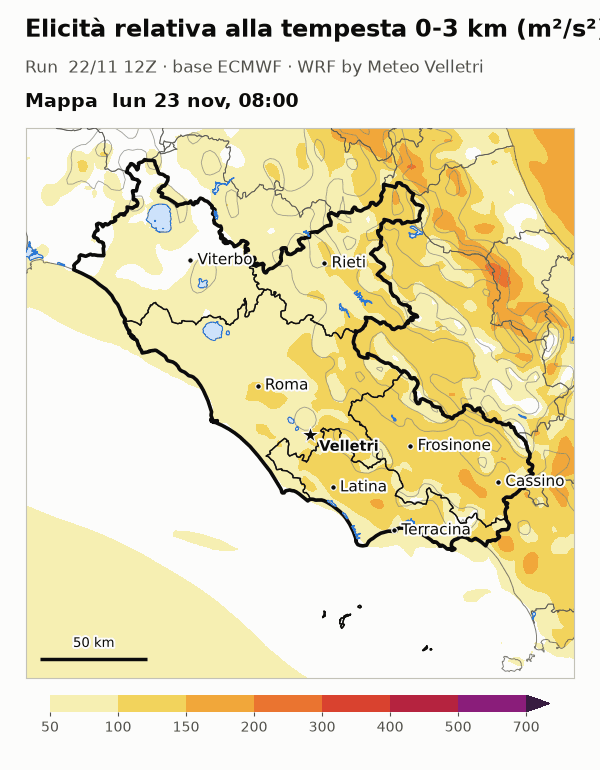 Elicità relativa alla tempesta 0-3 km (m²/s²)
Run  22/11 12Z · base ECMWF · WRF by Meteo Velletri
Mappa  lun 23 nov, 08:00
Viterbo
Rieti
Roma
Velletri
Frosinone
Cassino
Latina
Terracina
50 km
50 100 150 200 300 400 500 700